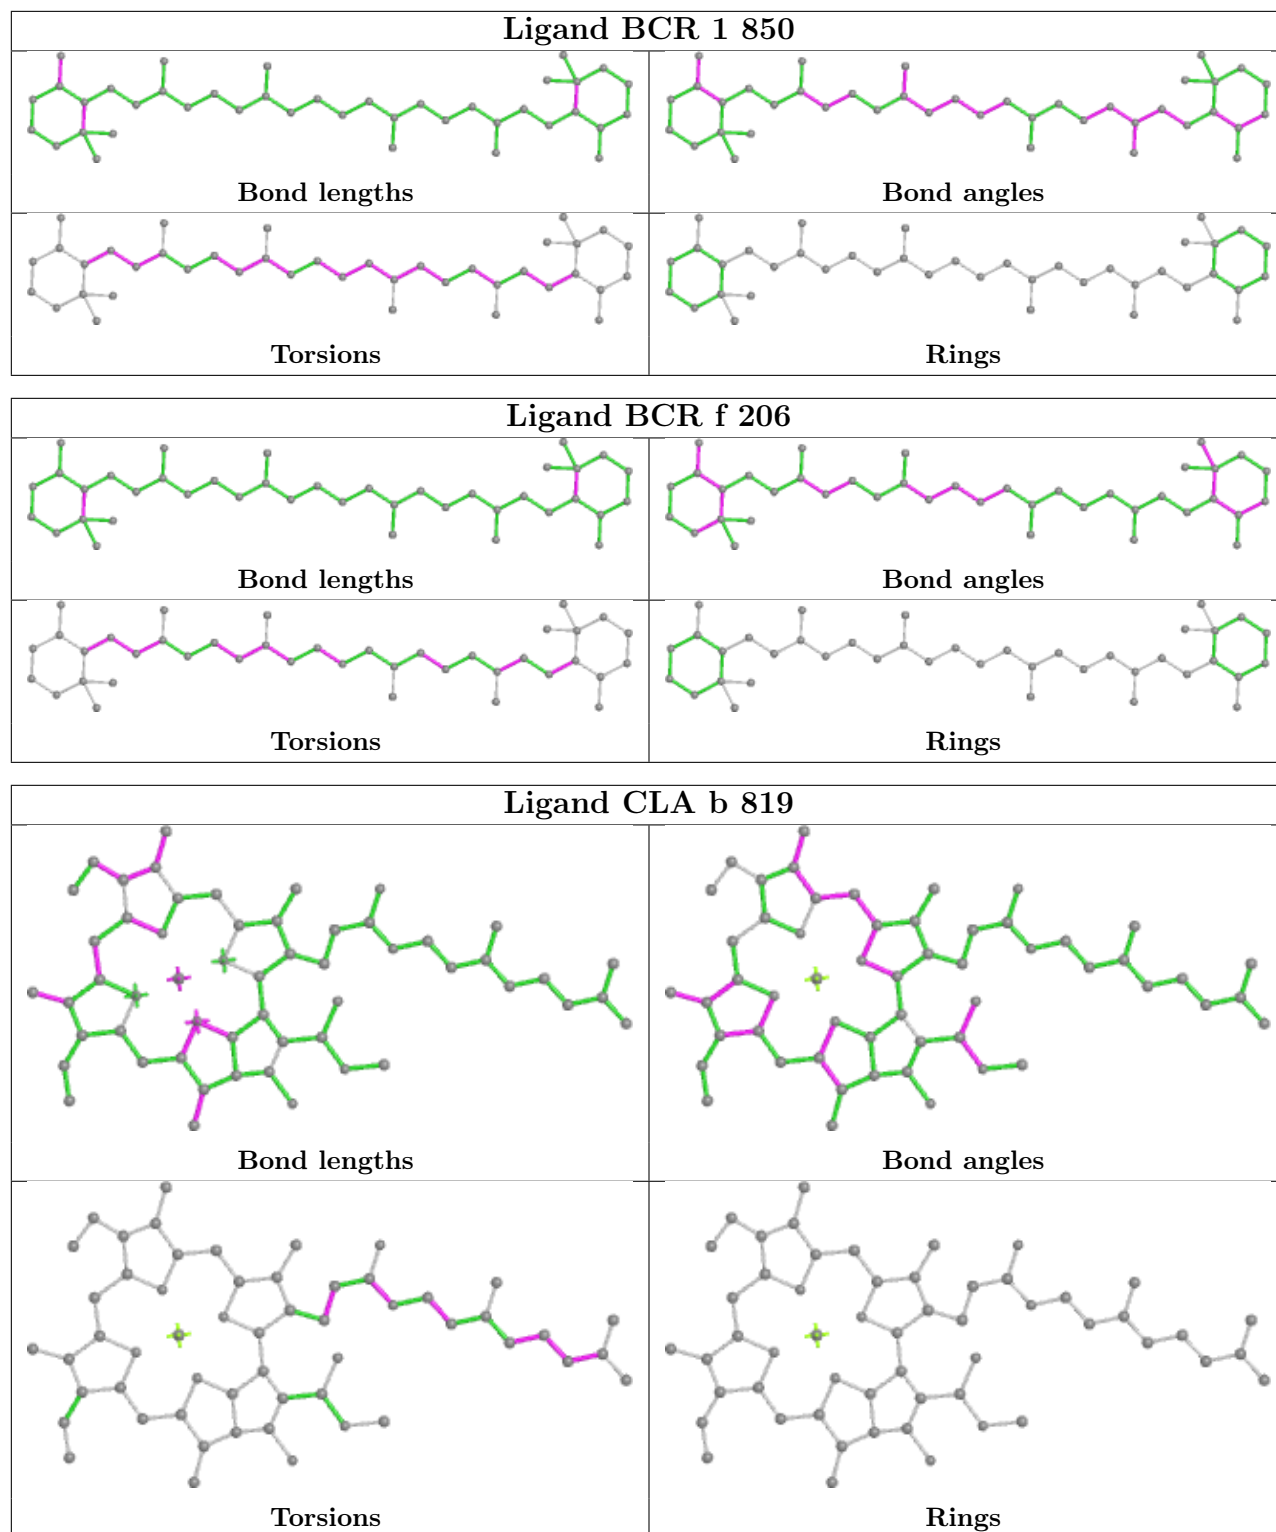 Ligand BCR 1 850
Bond lengths
Bond angles
Torsions
Rings
Ligand BCR f 206
Bond lengths
Bond angles
Torsions
Rings
Ligand CLA b 819
Bond lengths
Bond angles
Torsions
Rings